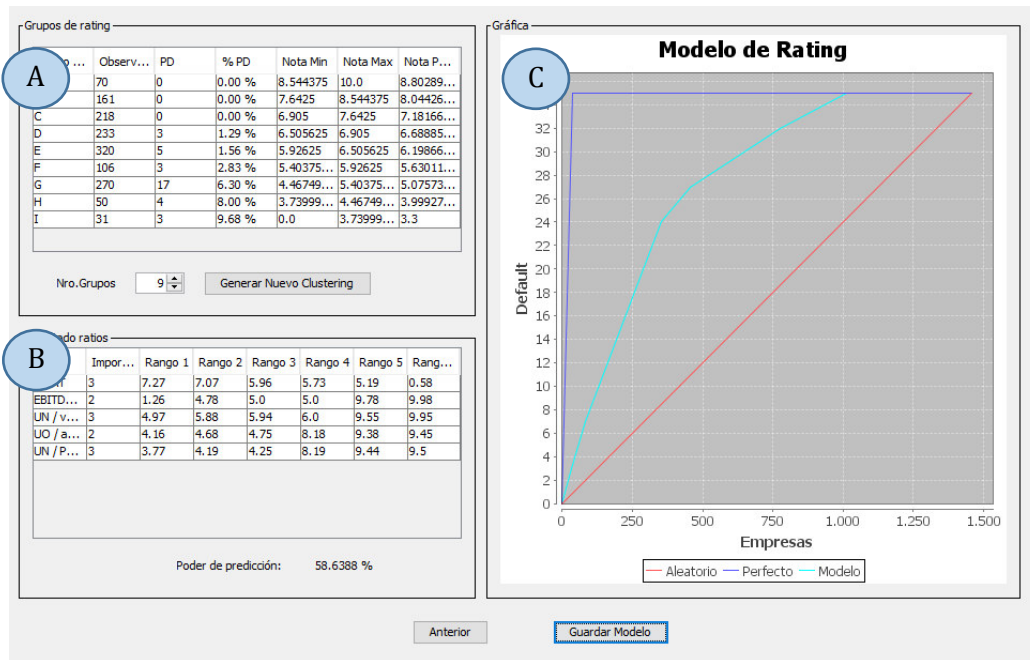 Grupos de rating
A
... Observ... PD % PD Nota Min Nota Max Nota P...
70 0 0.00 % 8.544375 10.0 8.80289...
161 0 0.00 % 7.6425 8.544375 8.04426...
C 218 0 0.00 % 6.905 7.6425 7.18166...
D 233 3 1.29 % 6.505625 6.905 6.68885...
E 320 5 1.56 % 5.92625 6.505625 6.19866...
F 106 3 2.83 % 5.40375... 5.92625 5.63011...
G 270 17 6.30 % 4.46749... 5.40375... 5.07573...
H 50 4 8.00 % 3.73999... 4.46749... 3.99927...
I 31 3 9.68 % 0.0 3.73999... 3.3
Nro.Grupos 9 Generar Nuevo Clustering
ratios
B
Impor... Rango 1 Rango 2 Rango 3 Rango 4 Rango 5 Rang...
3 7.27 7.07 5.96 5.73 5.19 0.58
EBITD... 2 1.26 4.78 5.0 5.0 9.78 9.98
UN / v... 3 4.97 5.88 5.94 6.0 9.55 9.95
UO / a... 2 4.16 4.68 4.75 8.18 9.38 9.45
UN / P... 3 3.77 4.19 4.25 8.19 9.44 9.5
Poder de predicción: 58.6388 %
Gráfica
Modelo de Rating
C
32
30
28
26
24
22
20
18
16
14
12
10
8
6
4
2
0
Default
0 250 500 750 1.000 1.250 1.500
Empresas
Aleatorio Perfecto Modelo
Anterior Guardar Modelo